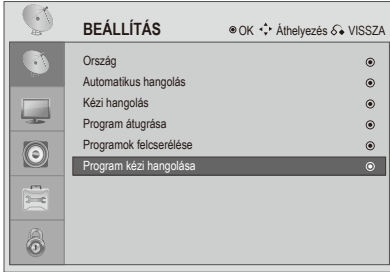 BEÁLLÍTÁS OK Áthelyezés VISSZA
Ország
Automatikus hangolás
Kézi hangolás
Program átugrása
Programok felcserélése
Program kézi hangolása